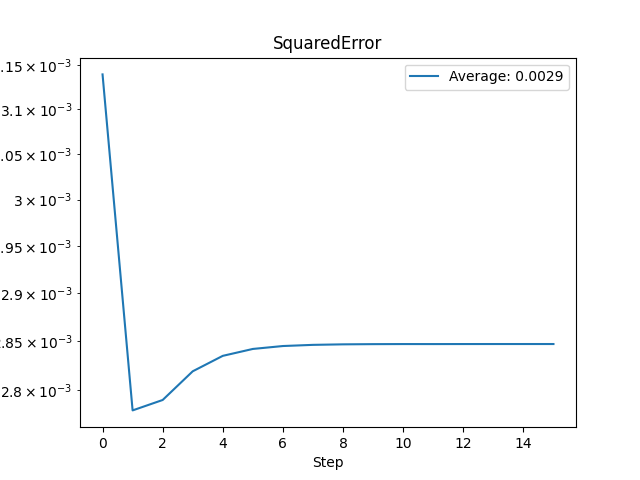 SquaredError
Average: 0.0029
.15 × 10⁻³
3.1 × 10⁻³
.05 × 10⁻³
3 × 10⁻³
.95 × 10⁻³
2.9 × 10⁻³
.85 × 10⁻³
2.8 × 10⁻³
0 2 4 6 8 10 12 14
Step